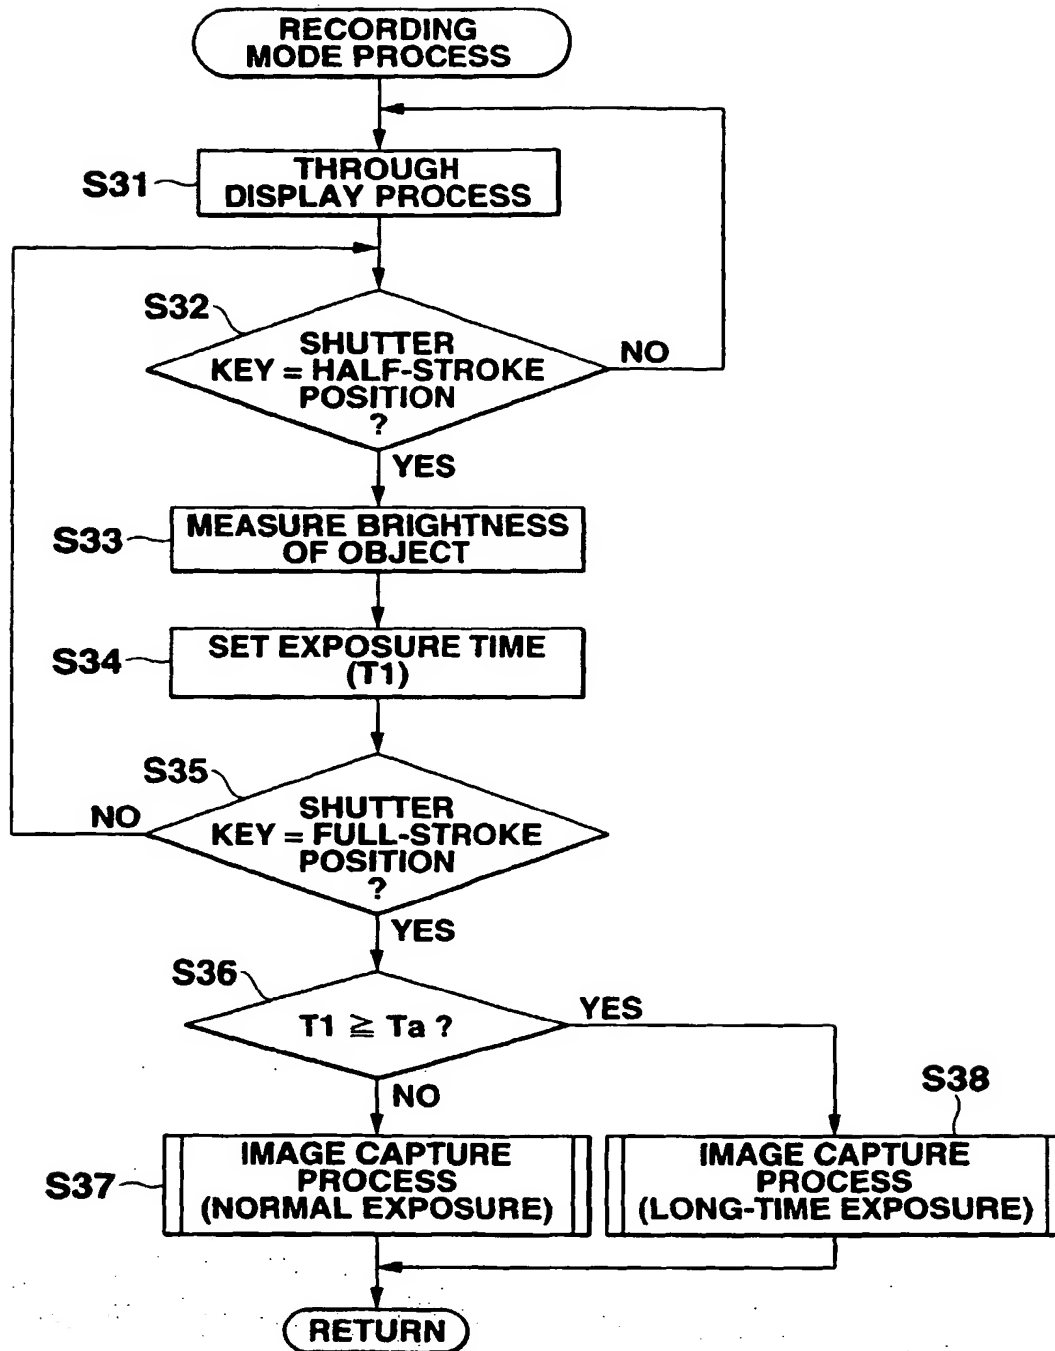 RECORDING
MODE PROCESS
S31
THROUGH
DISPLAY PROCESS
S32
SHUTTER
KEY = HALF-STROKE
POSITION
?
NO
YES
S33
MEASURE BRIGHTNESS
OF OBJECT
S34
SET EXPOSURE TIME
(T1)
S35
SHUTTER
KEY = FULL-STROKE
POSITION
?
NO
YES
S36
T1 ≧ Ta ?
YES
NO
S37
IMAGE CAPTURE
PROCESS
(NORMAL EXPOSURE)
S38
IMAGE CAPTURE
PROCESS
(LONG-TIME EXPOSURE)
RETURN